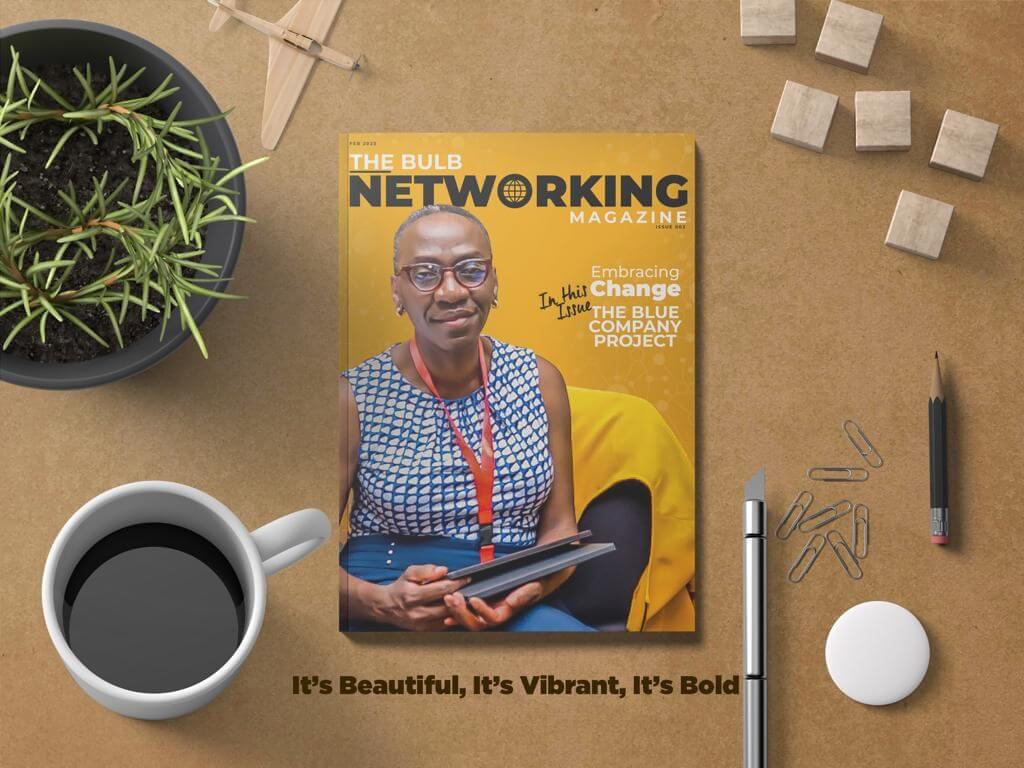 FEB 2023
THE BULB
NETWORKING
MAGAZINE
ISSUE 002
Embracing
Change
In this
Issue
THE BLUE
COMPANY
PROJECT
It's Beautiful, It's Vibrant, It's Bold